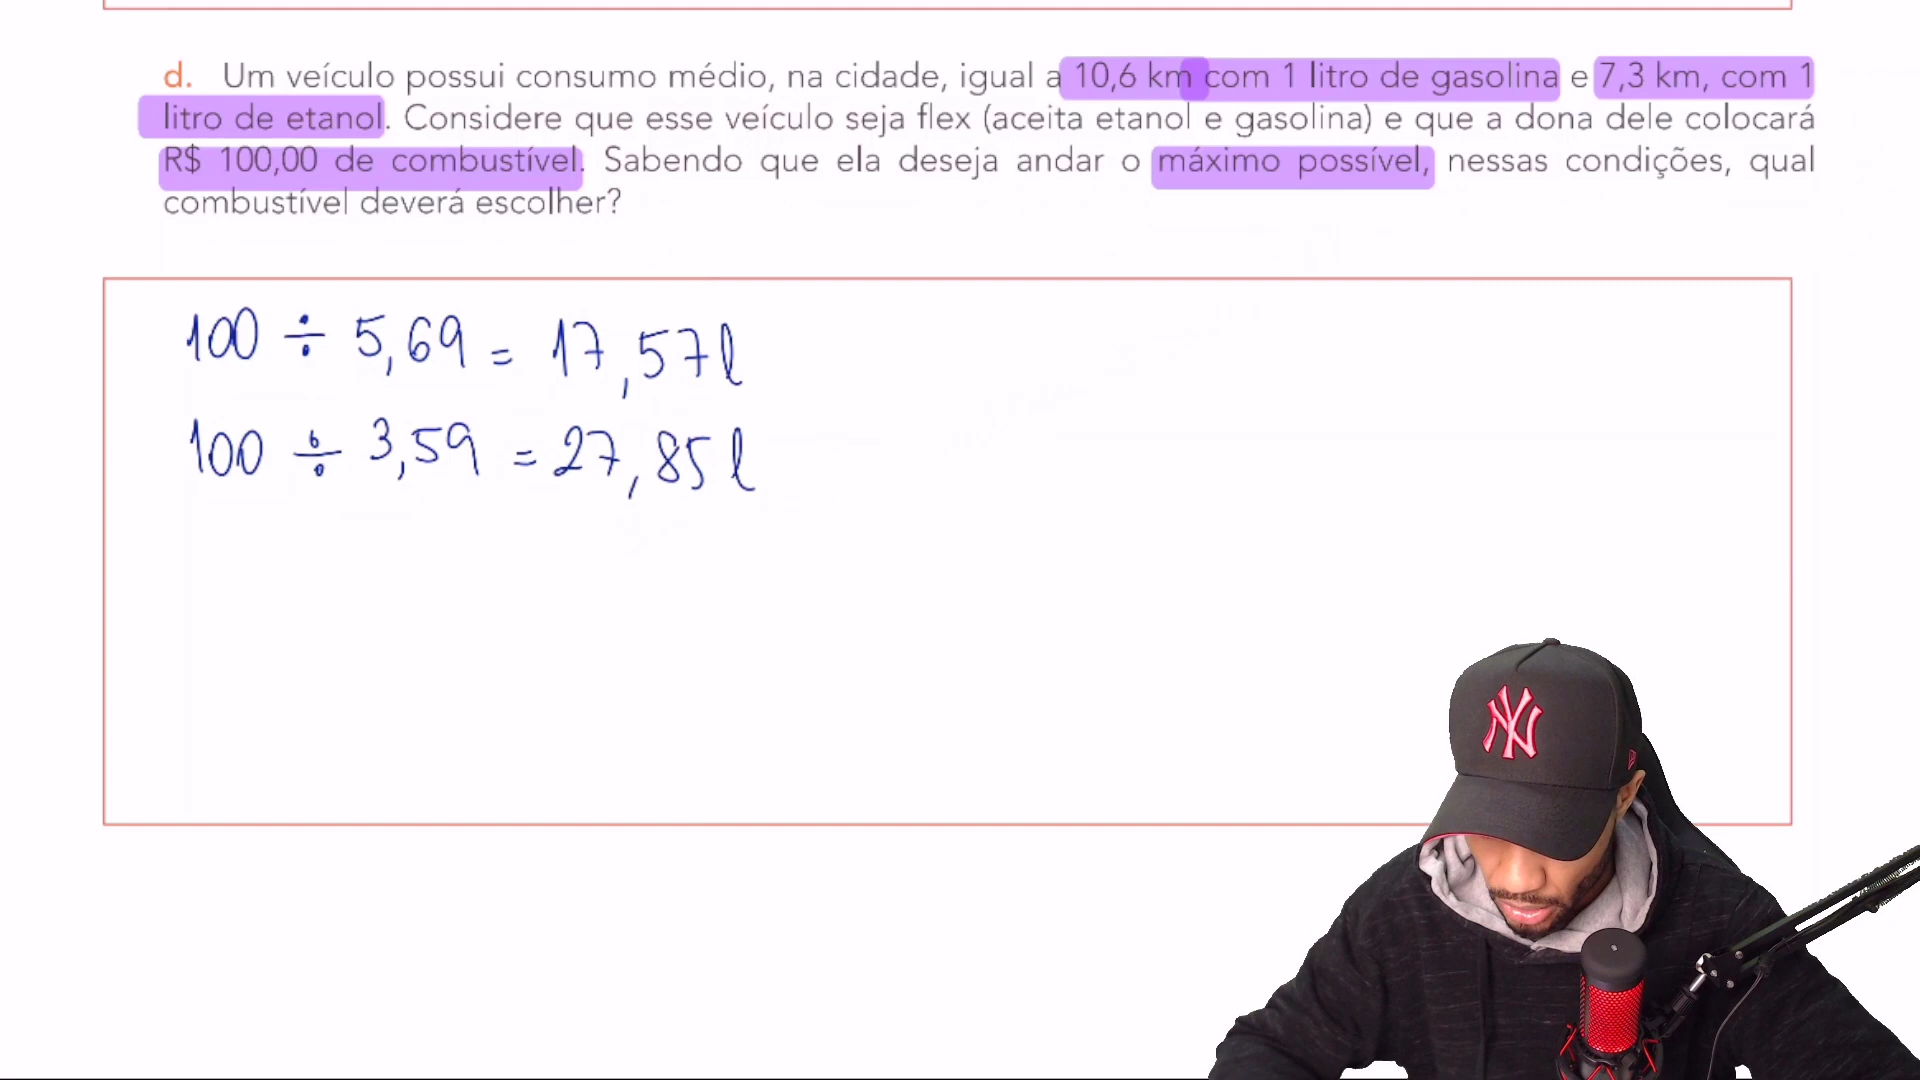 d. Um veículo possui consumo médio, na cidade, igual a 10,6 km com 1 litro de gasolina e 7,3 km, com 1
litro de etanol. Considere que esse veículo seja flex (aceita etanol e gasolina) e que a dona dele colocará
R$ 100,00 de combustível. Sabendo que ela deseja andar o máximo possível, nessas condições, qual
combustível deverá escolher?
100 ÷ 5,69 = 17,57 l
100 ÷ 3,59 = 27,85 l
NY